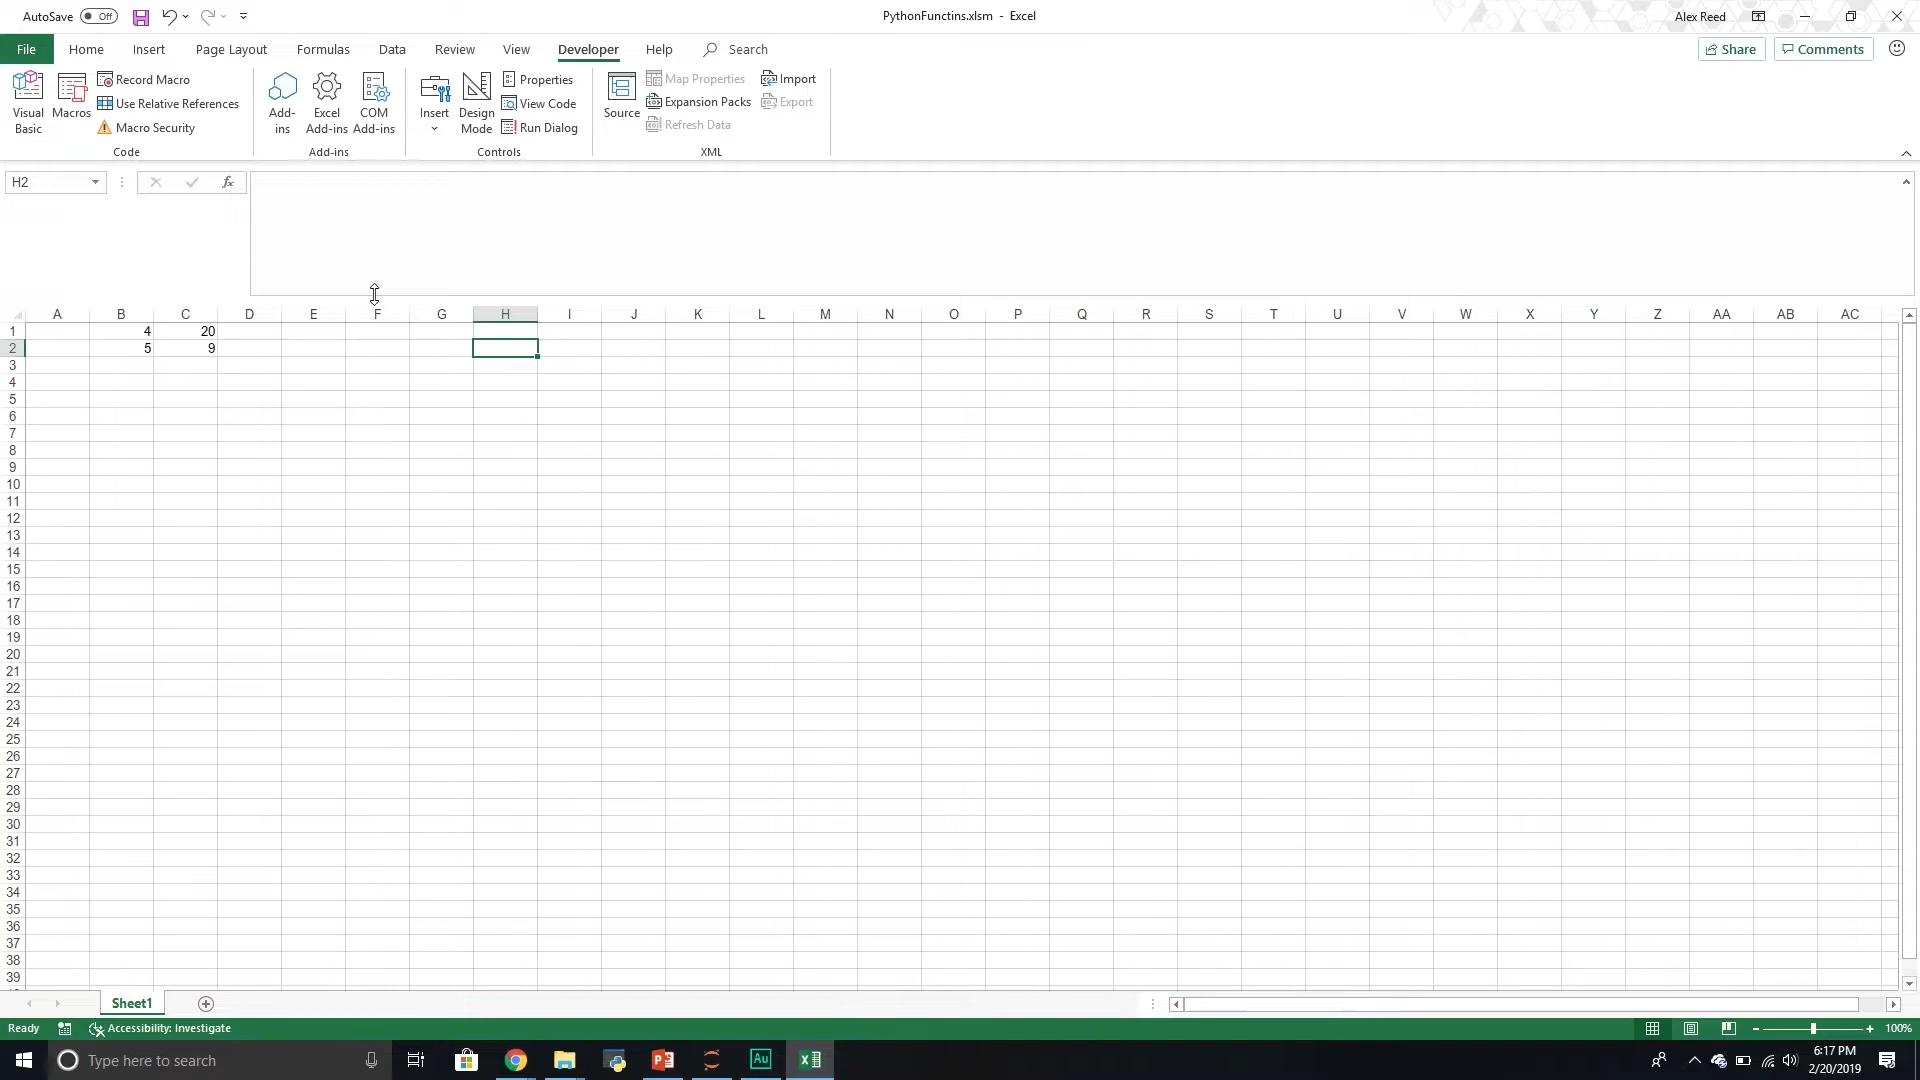 AutoSave Off PythonFunctins.xlsm - Excel Alex Reed
File Home Insert Page Layout Formulas Data Review View Developer Help Search Share Comments
Visual Basic
Macros
Record Macro
Use Relative References
Macro Security
Code
Add-ins
Excel Add-ins
COM Add-ins
Add-ins
Insert
Design Mode
Properties
View Code
Run Dialog
Controls
Source
Map Properties
Expansion Packs
Refresh Data
Import
Export
XML
H2 fx
A B C D E F G H I J K L M N O P Q R S T U V W X Y Z AA AB AC
1 4 20
2 5 9
3
4
5
6
7
8
9
10
11
12
13
14
15
16
17
18
19
20
21
22
23
24
25
26
27
28
29
30
31
32
33
34
35
36
37
38
39
Sheet1
Ready Accessibility: Investigate 100%
Type here to search Au 6:17 PM
2/20/2019